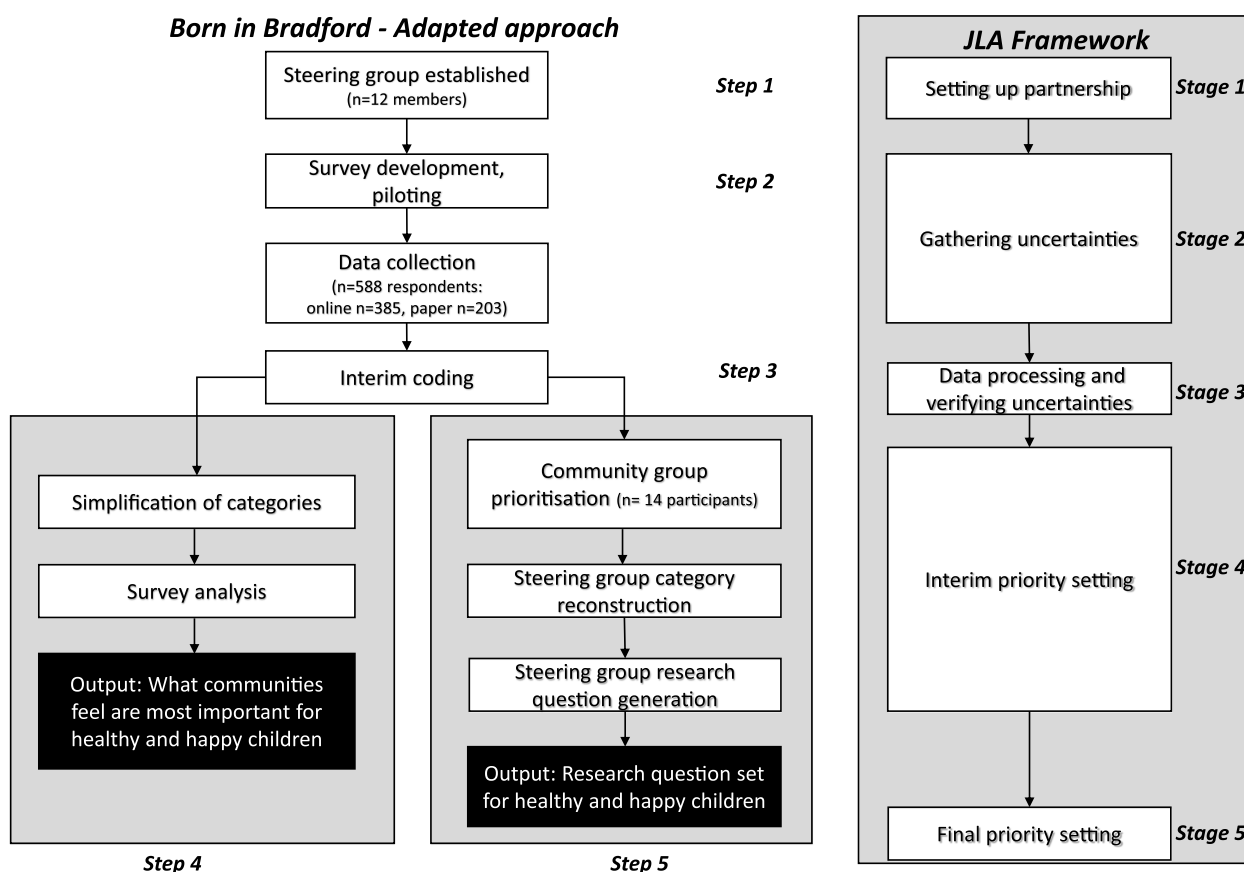 Born in Bradford - Adapted approach
Steering group established
(n=12 members)
Step 1
Survey development,
piloting
Step 2
Data collection
(n=588 respondents:
online n=385, paper n=203)
Interim coding
Step 3
Simplification of categories
Survey analysis
Output: What communities
feel are most important for
healthy and happy children
Step 4
Community group
prioritisation (n= 14 participants)
Steering group category
reconstruction
Steering group research
question generation
Output: Research question set
for healthy and happy children
Step 5
JLA Framework
Setting up partnership
Stage 1
Gathering uncertainties
Stage 2
Data processing and
verifying uncertainties
Stage 3
Interim priority setting
Stage 4
Final priority setting
Stage 5